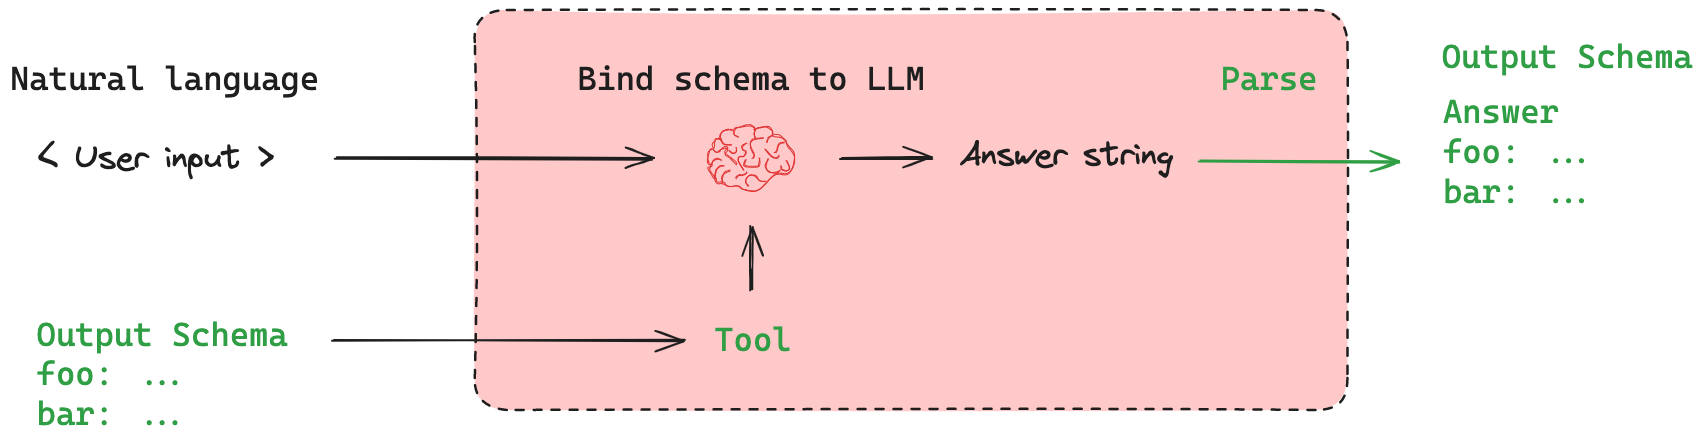 Natural language
< User input >
Output Schema
foo: ...
bar: ...
Bind schema to LLM
Answer string
Tool
Parse
Output Schema
Answer
foo: ...
bar: ...